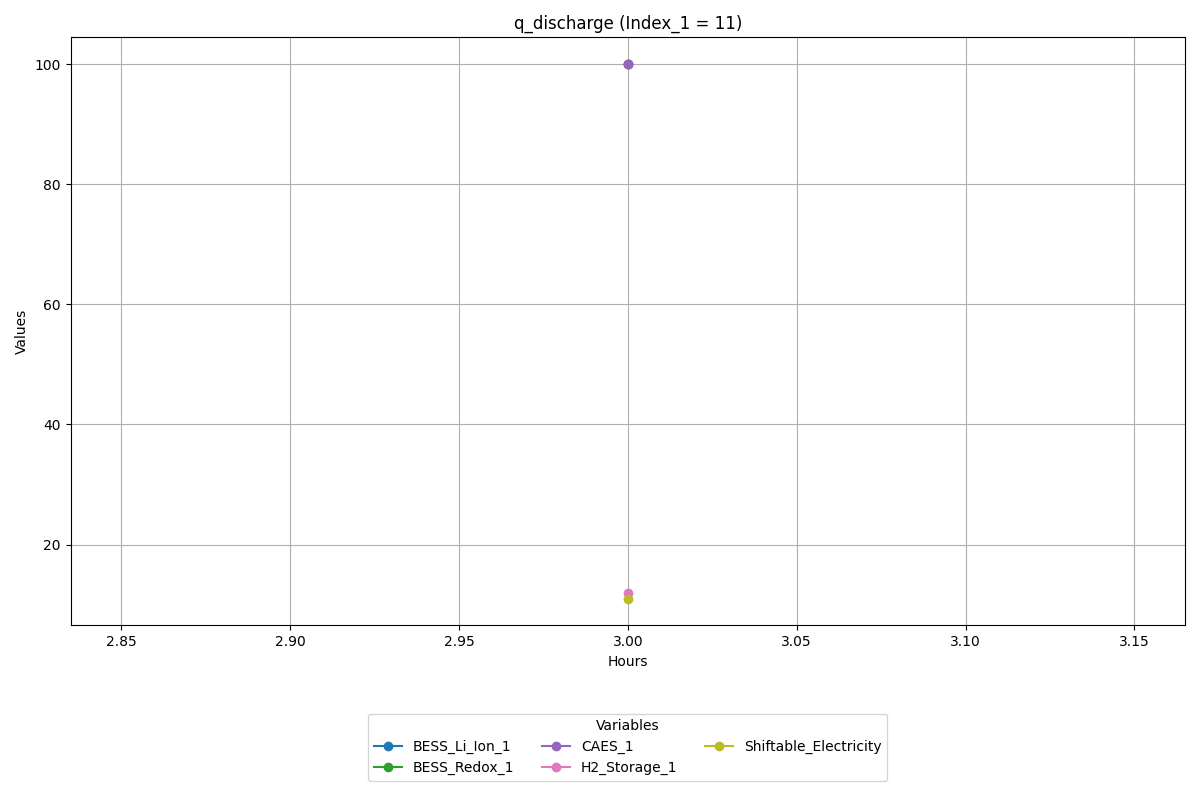 q_discharge (Index_1 = 11)
100
80
60
40
20
Values
2.85 2.90 2.95 3.00 3.05 3.10 3.15
Hours
Variables
BESS_Li_Ion_1 CAES_1 Shiftable_Electricity
BESS_Redox_1 H2_Storage_1